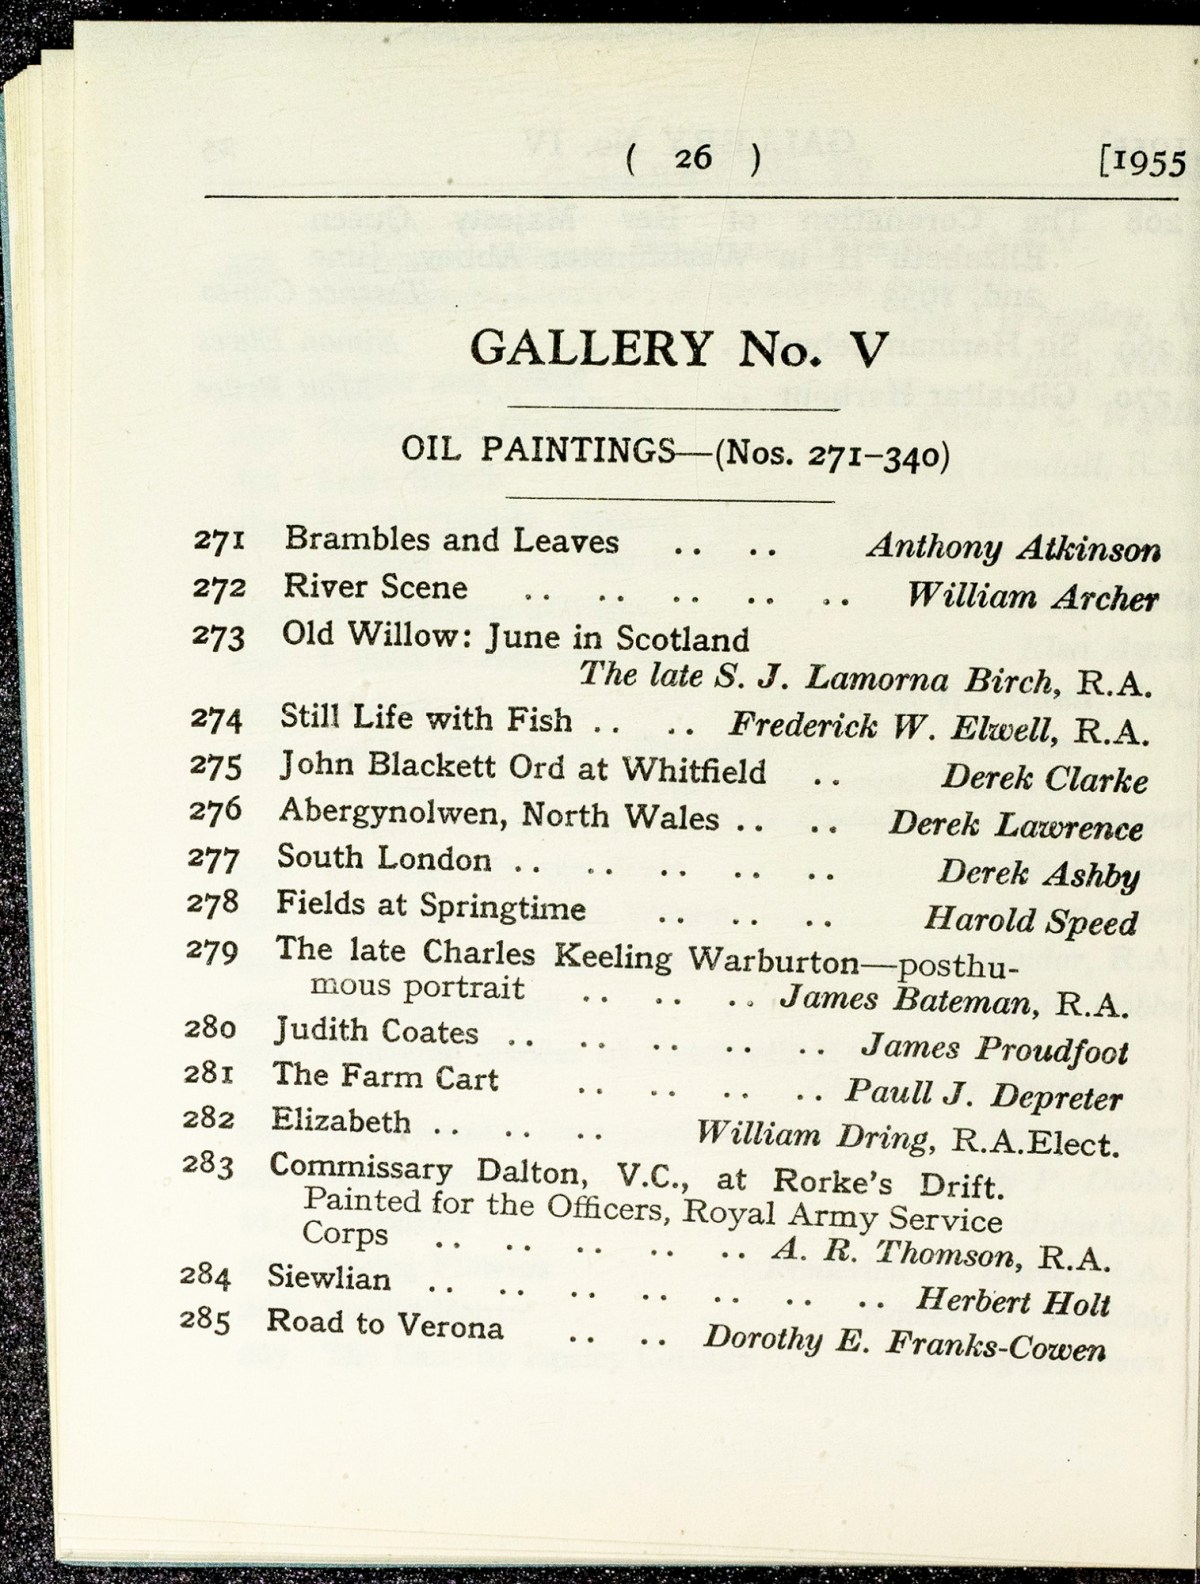 ( 26 ) [1955
GALLERY No. V
OIL PAINTINGS—(Nos. 271–340)
271 Brambles and Leaves .. .. Anthony Atkinson
272 River Scene .. .. .. .. .. William Archer
273 Old Willow: June in Scotland
The late S. J. Lamorna Birch, R.A.
274 Still Life with Fish .. .. Frederick W. Elwell, R.A.
275 John Blackett Ord at Whitfield .. Derek Clarke
276 Abergynolwen, North Wales .. .. Derek Lawrence
277 South London .. .. .. .. .. Derek Ashby
278 Fields at Springtime .. .. .. Harold Speed
279 The late Charles Keeling Warburton—posthu-
mous portrait .. .. .. James Bateman, R.A.
280 Judith Coates .. .. .. .. .. James Proudfoot
281 The Farm Cart .. .. .. .. Paull J. Depreter
282 Elizabeth .. .. .. William Dring, R.A.Elect.
283 Commissary Dalton, V.C., at Rorke's Drift.
Painted for the Officers, Royal Army Service
Corps .. .. .. .. .. A. R. Thomson, R.A.
284 Siewlian .. .. .. .. .. .. .. Herbert Holt
285 Road to Verona .. .. Dorothy E. Franks-Cowen